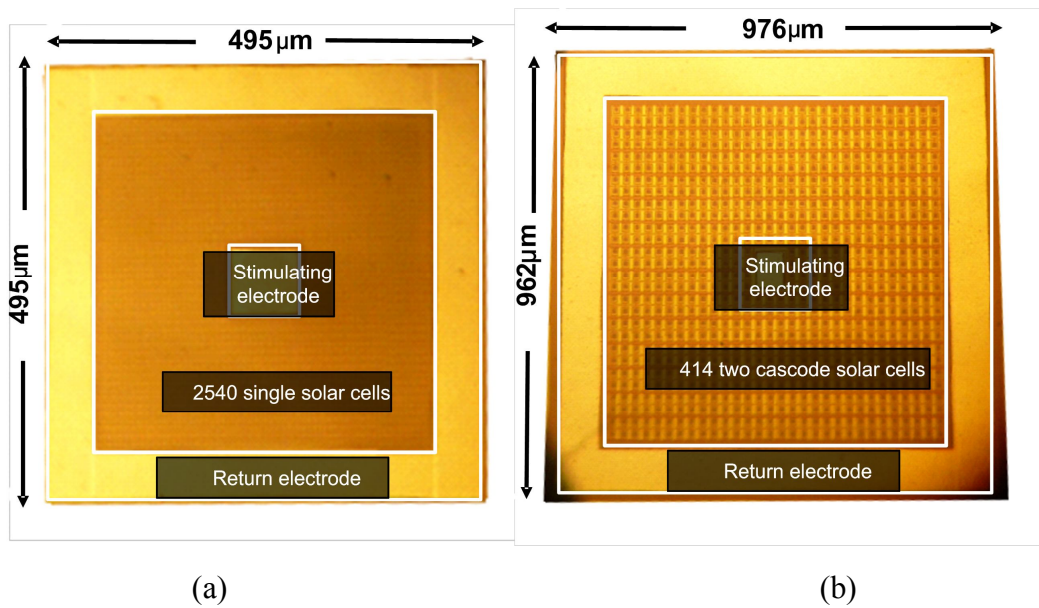 495µm
495µm
Stimulating
electrode
2540 single solar cells
Return electrode
(a)
976µm
962µm
Stimulating
electrode
414 two cascode solar cells
Return electrode
(b)